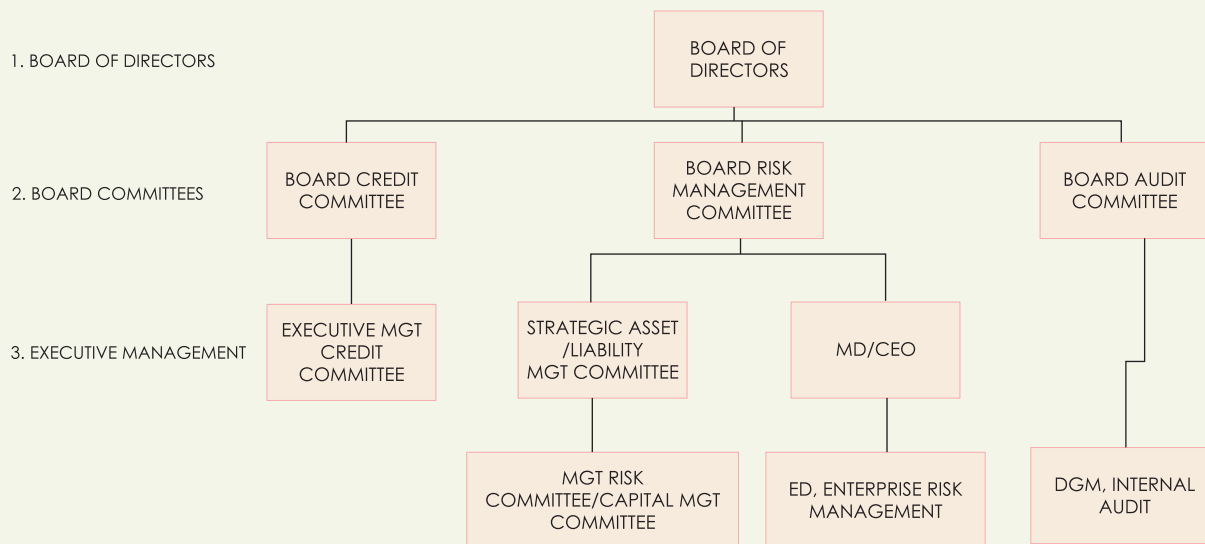 1. BOARD OF DIRECTORS
BOARD OF
DIRECTORS
2. BOARD COMMITTEES
BOARD CREDIT
COMMITTEE
BOARD RISK
MANAGEMENT
COMMITTEE
BOARD AUDIT
COMMITTEE
3. EXECUTIVE MANAGEMENT
EXECUTIVE MGT
CREDIT
COMMITTEE
STRATEGIC ASSET
/LIABILITY
MGT COMMITTEE
MD/CEO
MGT RISK
COMMITTEE/CAPITAL MGT
COMMITTEE
ED, ENTERPRISE RISK
MANAGEMENT
DGM, INTERNAL
AUDIT